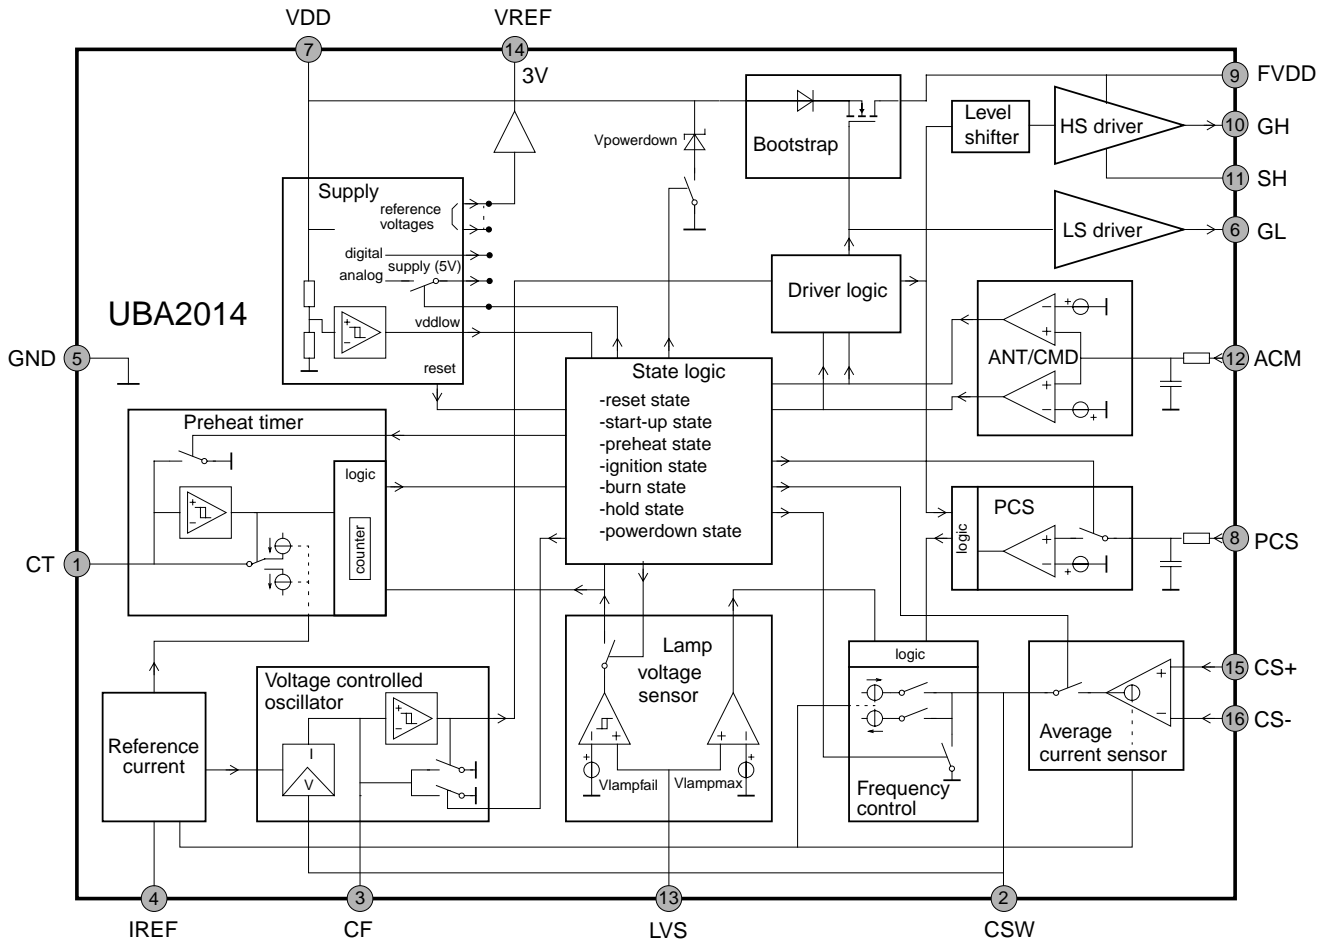 VDD
VREF
7
14
3V
9
FVDD
Level
shifter
HS driver
10
GH
Bootstrap
Vpowerdown
11
SH
Supply
reference
voltages
LS driver
6
GL
digital
analog
supply (5V)
Driver logic
UBA2014
vddlow
GND
5
reset
State logic
-reset state
-start-up state
-preheat state
-ignition state
-burn state
-hold state
-powerdown state
ANT/CMD
12
ACM
Preheat timer
logic
counter
CT
1
PCS
logic
8
PCS
Lamp
voltage
sensor
logic
15
CS+
16
CS-
Voltage controlled
oscillator
Reference
current
I
V
Average
current sensor
Vlampfail
Vlampmax
Frequency
control
4
3
13
2
IREF
CF
LVS
CSW